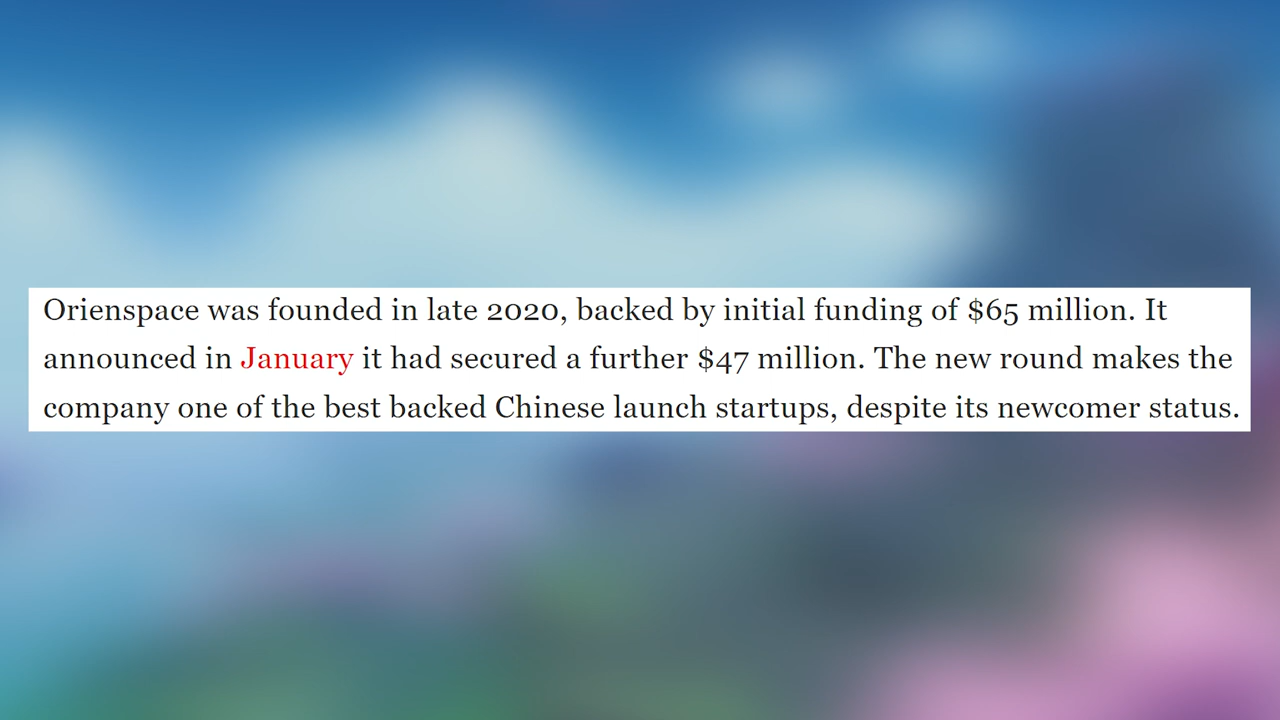 Orienspace was founded in late 2020, backed by initial funding of $65 million. It
announced in January it had secured a further $47 million. The new round makes the
company one of the best backed Chinese launch startups, despite its newcomer status.